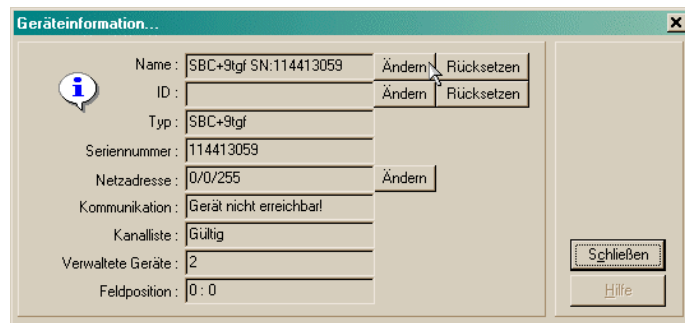 Geräteinformation...
Name : SBC+9tgf SN:114413059 Ändern Rücksetzen
ID : Ändern Rücksetzen
Typ : SBC+9tgf
Seriennummer : 114413059
Netzadresse : 0/0/255 Ändern
Kommunikation : Gerät nicht erreichbar!
Kanalliste : Gültig
Verwaltete Geräte : 2
Feldposition : 0 : 0
Schließen
Hilfe